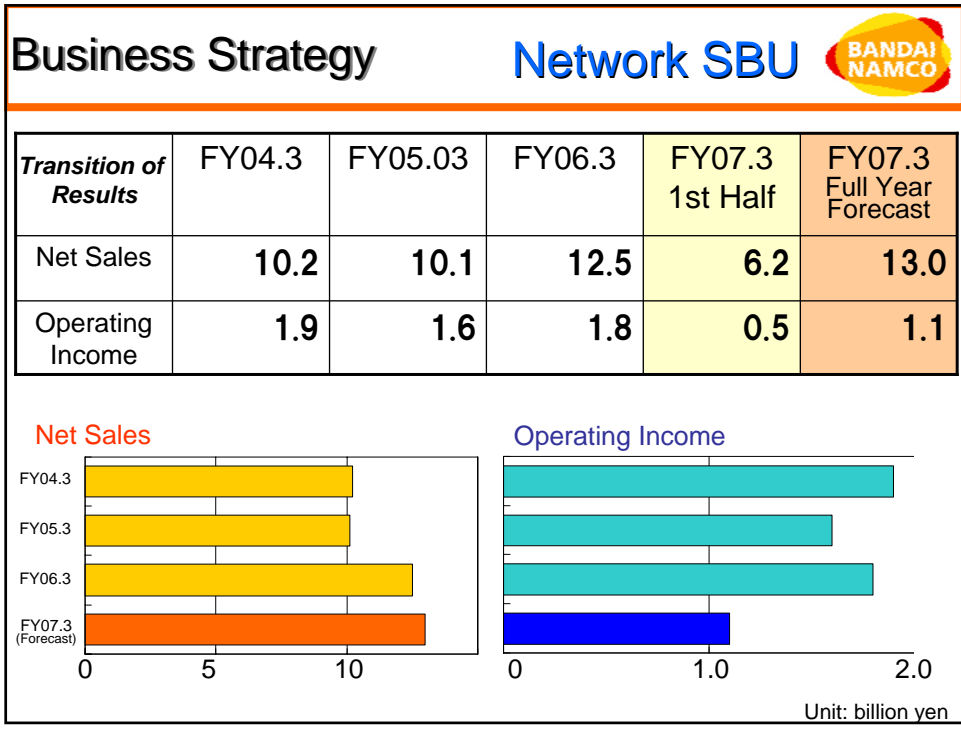 Business Strategy
Network SBU
BANDAI
NAMCO
Transition of
Results
FY04.3
FY05.03
FY06.3
FY07.3
1st Half
FY07.3
Full Year
Forecast
Net Sales
10.2
10.1
12.5
6.2
13.0
Operating
Income
1.9
1.6
1.8
0.5
1.1
Net Sales
FY04.3
FY05.3
FY06.3
FY07.3
(Forecast)
0
5
10
Operating Income
0
1.0
2.0
Unit: billion yen